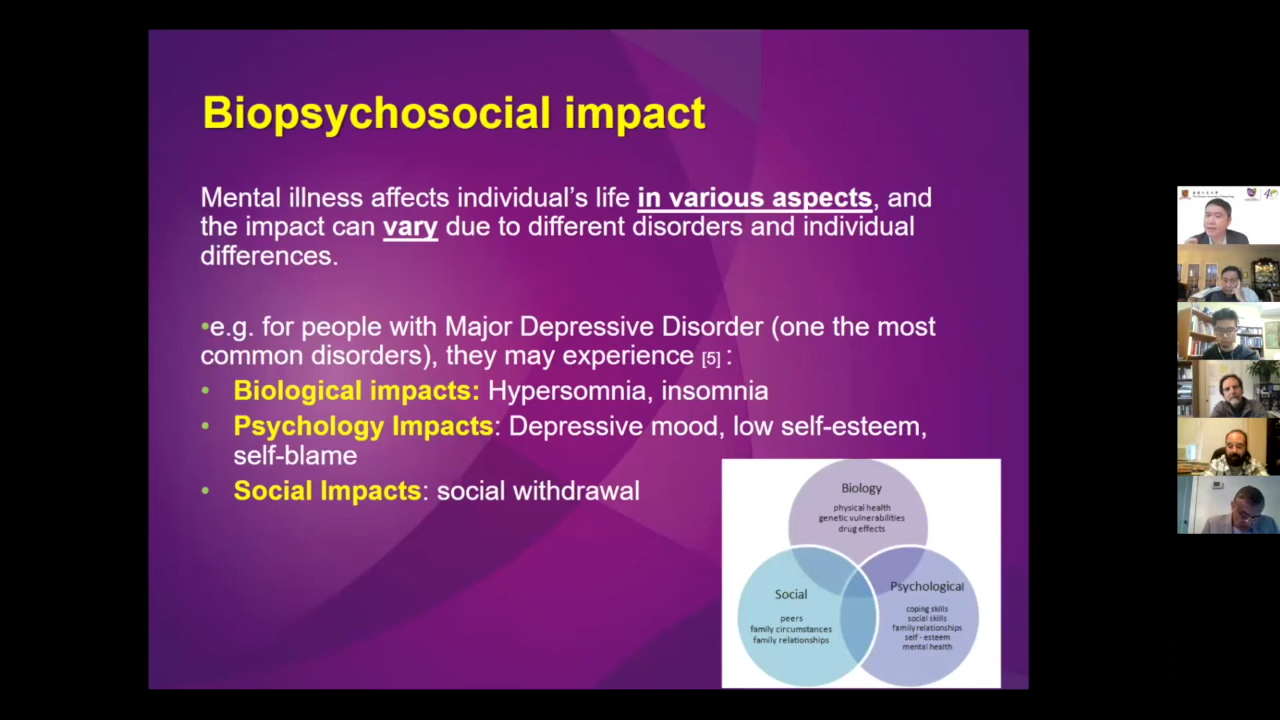 Biopsychosocial impact
Mental illness affects individual’s life in various aspects, and
the impact can vary due to different disorders and individual
differences.
•e.g. for people with Major Depressive Disorder (one the most
common disorders), they may experience [5] :
• Biological impacts: Hypersomnia, insomnia
• Psychology Impacts: Depressive mood, low self-esteem,
self-blame
• Social Impacts: social withdrawal
Biology
physical health
genetic vulnerabilities
drug effects
Social
peers
family circumstances
family relationships
Psychological
coping skills
social skills
family relationships
self - esteem
mental health